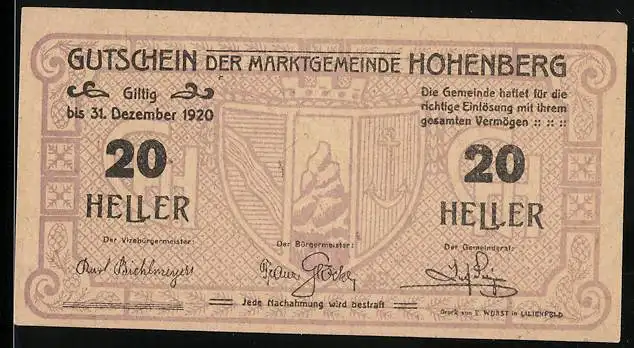 GUTSCHEIN DER MARKTGEMEINDE HOHENBERG
Giltig
bis 31. Dezember 1920
Die Gemeinde haftet für die
richtige Einlösung mit ihrem
gesamten Vermögen :: :: ::
20
HELLER
20
HELLER
Der Vizebürgermeister:
Der Bürgermeister:
Der Gemeinderat:
Jede Nachahmung wird bestraft
Druck von E. WURST in LILIENFELD